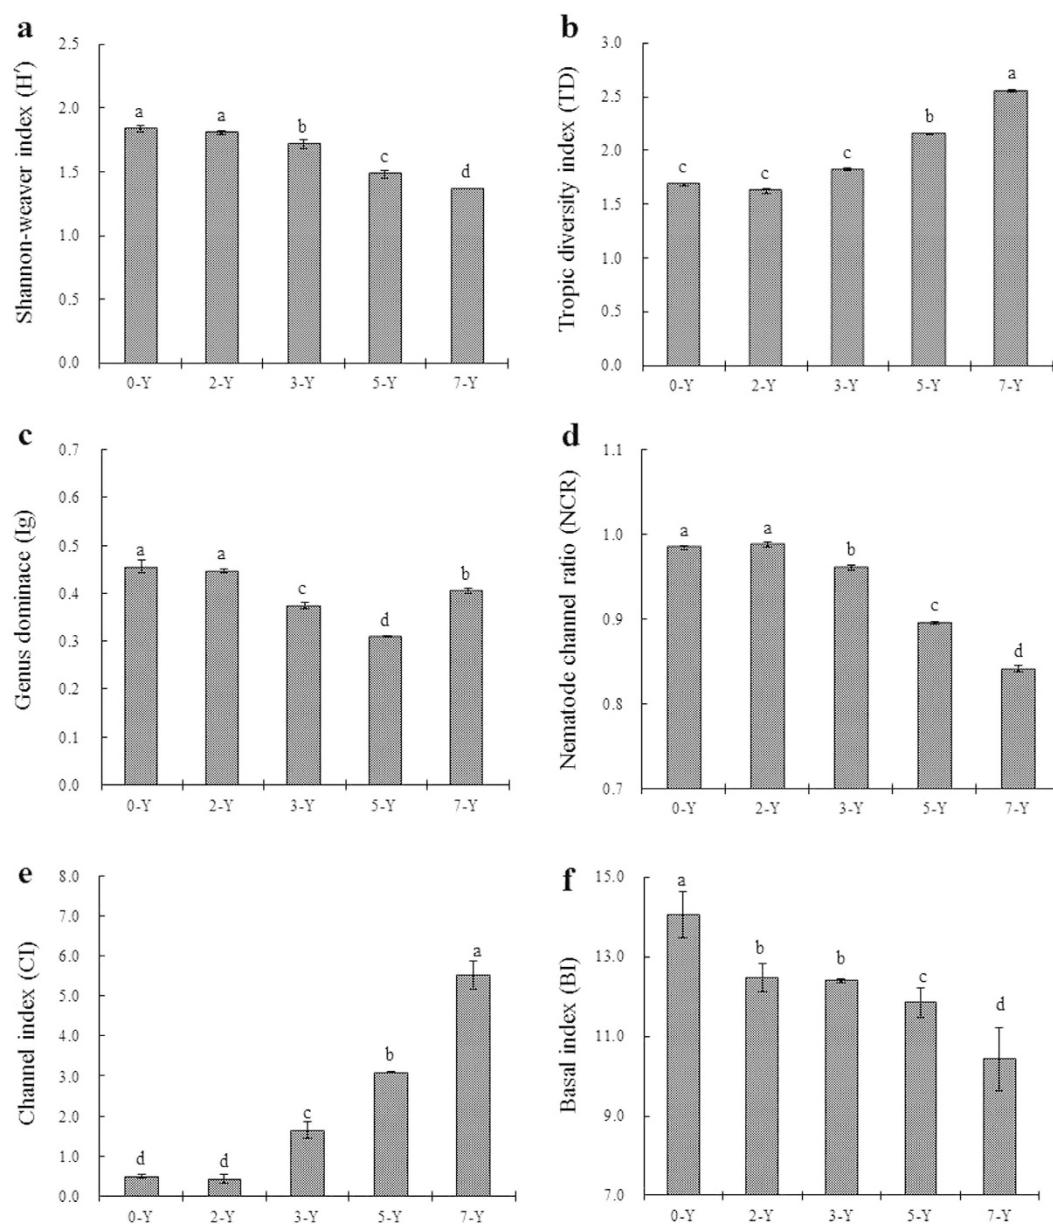 a
Shannon-weaver index (H′)
2.5
2.0
1.5
1.0
0.5
0.0
a
a
b
c
d
0-Y
2-Y
3-Y
5-Y
7-Y
b
Tropic diversity index (TD)
3.0
2.5
2.0
1.5
1.0
0.5
0.0
c
c
c
b
a
0-Y
2-Y
3-Y
5-Y
7-Y
c
Genus dominace (Ig)
0.7
0.6
0.5
0.4
0.3
0.2
0.1
0.0
a
a
c
d
b
0-Y
2-Y
3-Y
5-Y
7-Y
d
Nematode channel ratio (NCR)
1.1
1.0
0.9
0.8
0.7
a
a
b
c
d
0-Y
2-Y
3-Y
5-Y
7-Y
e
Channel index (CI)
8.0
7.0
6.0
5.0
4.0
3.0
2.0
1.0
0.0
d
d
c
b
a
0-Y
2-Y
3-Y
5-Y
7-Y
f
Basal index (BI)
15.0
13.0
11.0
9.0
7.0
a
b
b
c
d
0-Y
2-Y
3-Y
5-Y
7-Y